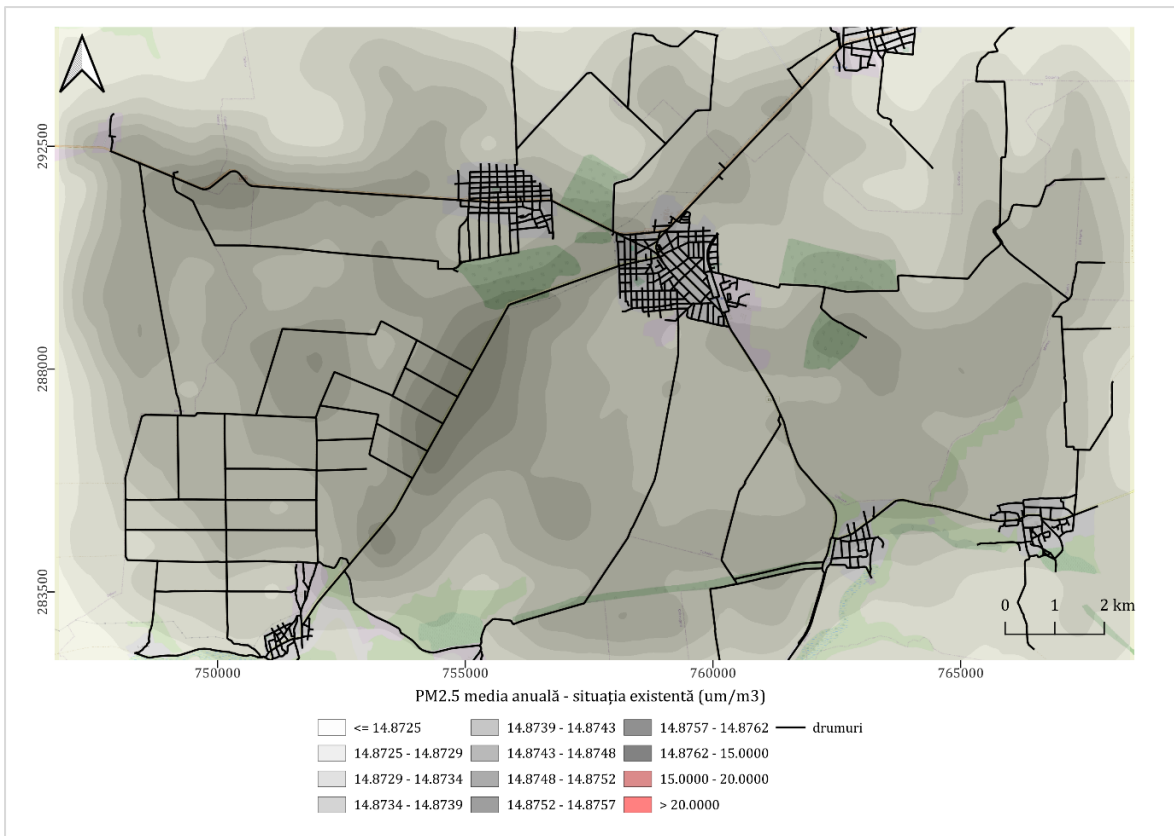 292500
288000
283500
0 1 2 km
750000 755000 760000 765000
PM2.5 media anuală - situația existentă (um/m3)
<= 14.8725 14.8739 - 14.8743 14.8757 - 14.8762 drumuri
14.8725 - 14.8729 14.8743 - 14.8748 14.8762 - 15.0000
14.8729 - 14.8734 14.8748 - 14.8752 15.0000 - 20.0000
14.8734 - 14.8739 14.8752 - 14.8757 > 20.0000